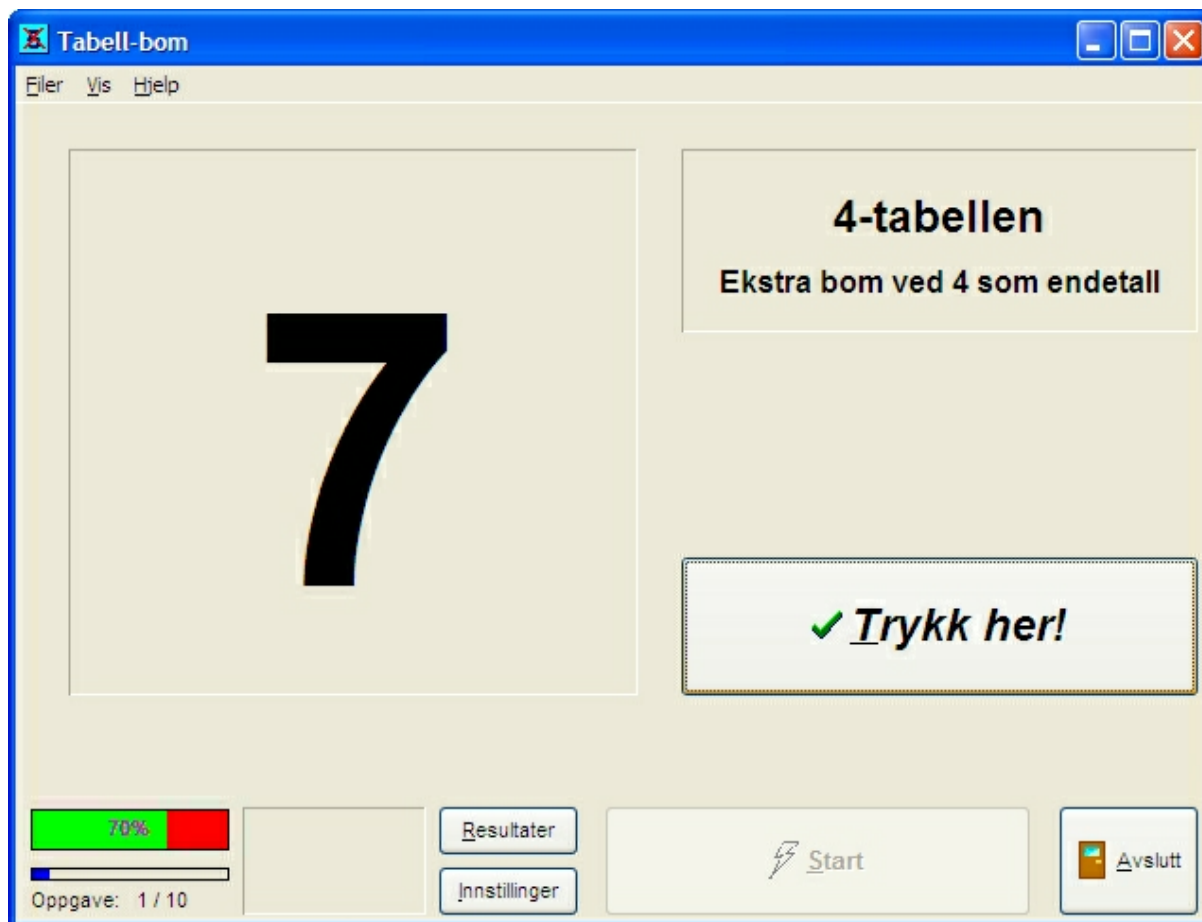 Tabell-bom
Filer Vis Hjelp
7
4-tabellen
Ekstra bom ved 4 som endetall
Trykk her!
70%
Oppgave: 1 / 10
Resultater
Innstillinger
Start
Avslutt